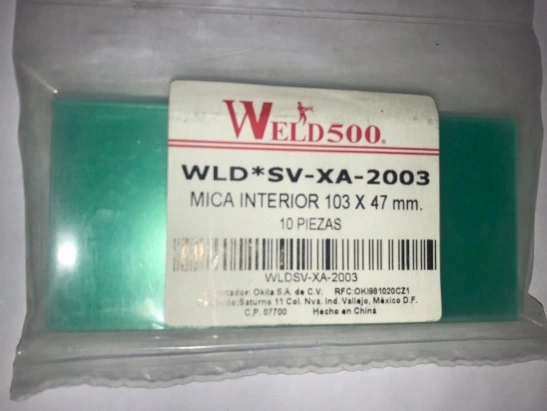 WELD500®
WLD*SV-XA-2003
MICA INTERIOR 103 X 47 mm.
10 PIEZAS
WLDSV-XA-2003
Okila S.A. de C.V. RFC:OKI981020CZ1
Saturno 11 Col. Nva. Ind. Vallejo, México D.F.
C.P. 07700 Hecho en China